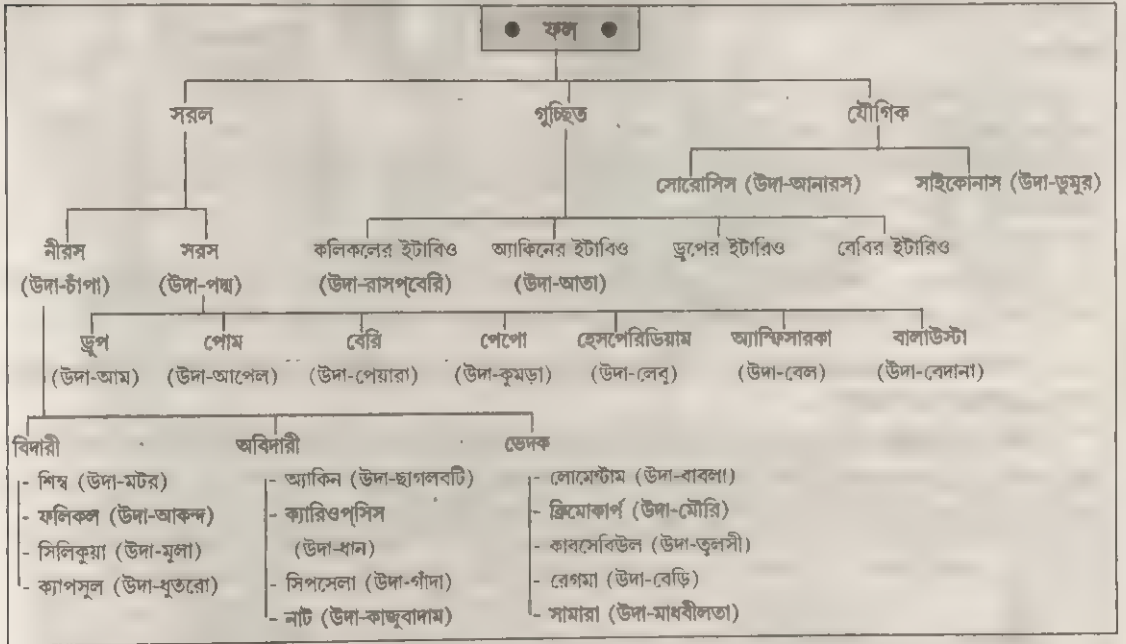 ● ফল ●
সরল গুচ্ছিত যৌগিক
সোরোসিস (উদা-আনারস) সাইকোনাস (উদা-ডুমুর)
নীরস সরস কলিকলের ইটারিও অ্যাকিনের ইটারিও ড্রুপের ইটারিও বেবির ইটারিও
(উদা-চাঁপা) (উদা-পদ্ম) (উদা-রাসপ্‌বেরি) (উদা-আতা)
ড্রুপ পোম বেরি পেপো হেসপেরিডিয়াম অ্যাম্ফিসারকা বালাউস্টা
(উদা-আম) (উদা-আপেল) (উদা-পেয়ারা) (উদা-কুমড়া) (উদা-লেবু) (উদা-বেল) (উদা-বেদানা)
বিদারী অবিদারী ভেদক
- শিম্ব (উদা-মটর) - অ্যাকিন (উদা-ছাগলবটি) - লোমেন্টাম (উদা-বাবলা)
- ফলিকল (উদা-আকন্দ) - ক্যারিওপ্‌সিস - ক্রিমোকার্প (উদা-মৌরি)
- সিলিকুয়া (উদা-মূলা) (উদা-ধান) - কারসেবিউল (উদা-তুলসী)
- ক্যাপসুল (উদা-ধুতরো) - সিপসেলা (উদা-গাঁদা) - রেগমা (উদা-বেড়ি)
- নাট (উদা-কাজুবাদাম) - সামারা (উদা-মাধবীলতা)